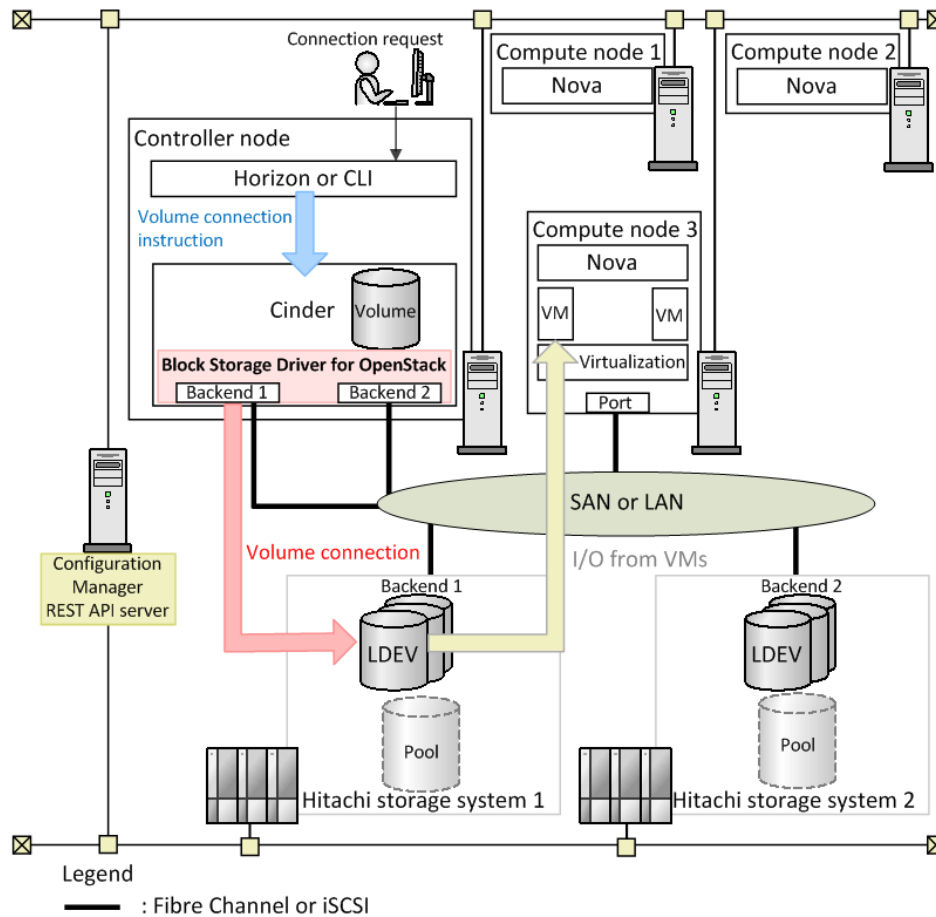 Connection request
Controller node
Horizon or CLI
Volume connection
instruction
Cinder
Volume
Block Storage Driver for OpenStack
Backend 1
Backend 2
Compute node 1
Nova
Compute node 2
Nova
Compute node 3
Nova
VM
VM
Virtualization
Port
SAN or LAN
Configuration
Manager
REST API server
Volume connection
I/O from VMs
Backend 1
LDEV
Pool
Hitachi storage system 1
Backend 2
LDEV
Pool
Hitachi storage system 2
Legend
: Fibre Channel or iSCSI